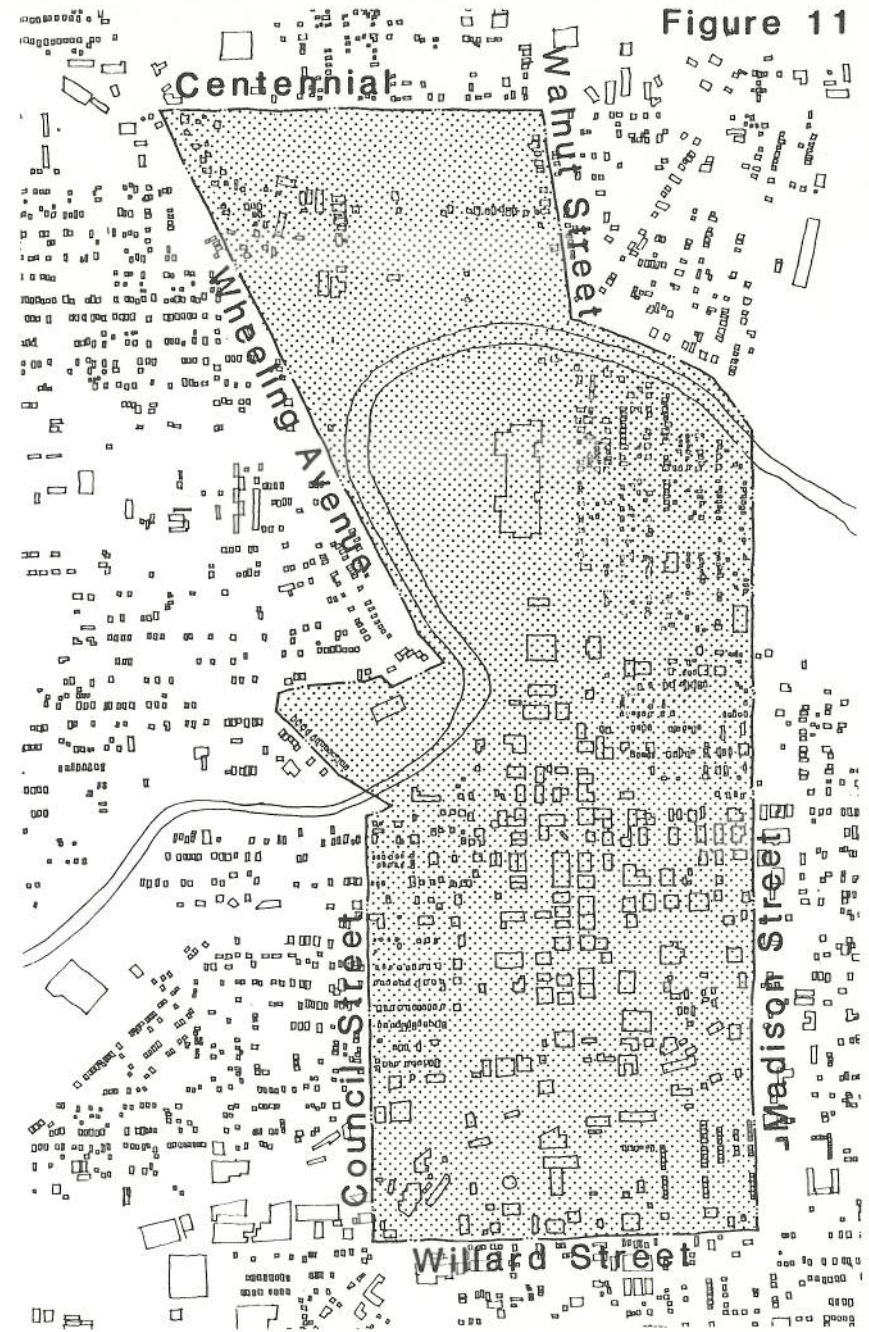 Figure 11
Centennial
Walnut Street
Wheeling Avenue
Council Street
Madison Street
Willard Street